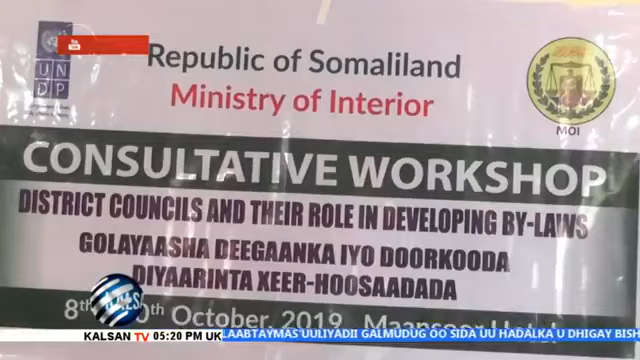 UNDP
Republic of Somaliland
Ministry of Interior
MOI
CONSULTATIVE WORKSHOP
DISTRICT COUNCILS AND THEIR ROLE IN DEVELOPING BY-LAWS
GOLAYAASHA DEEGAANKA IYO DOORKOODA
DIYAARINTA XEER-HOOSAADADA
8th October, 2019
KALSAN TV 05:20 PM UK
LAABTAYMAS'UULIYADII GALMUDUG OO SIDA UU HADALKA U DHIGAY BISH